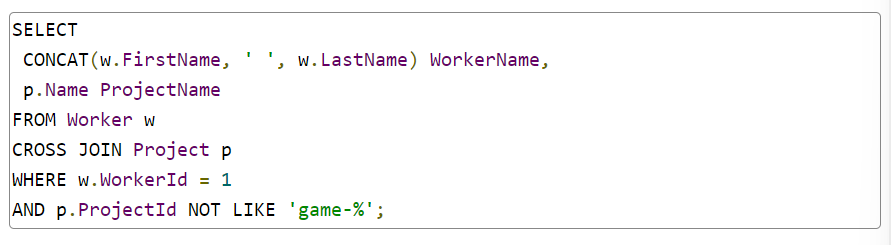 SELECT
CONCAT(w.FirstName, ' ', w.LastName) WorkerName,
p.Name ProjectName
FROM Worker w
CROSS JOIN Project p
WHERE w.WorkerId = 1
AND p.ProjectId NOT LIKE 'game-%';